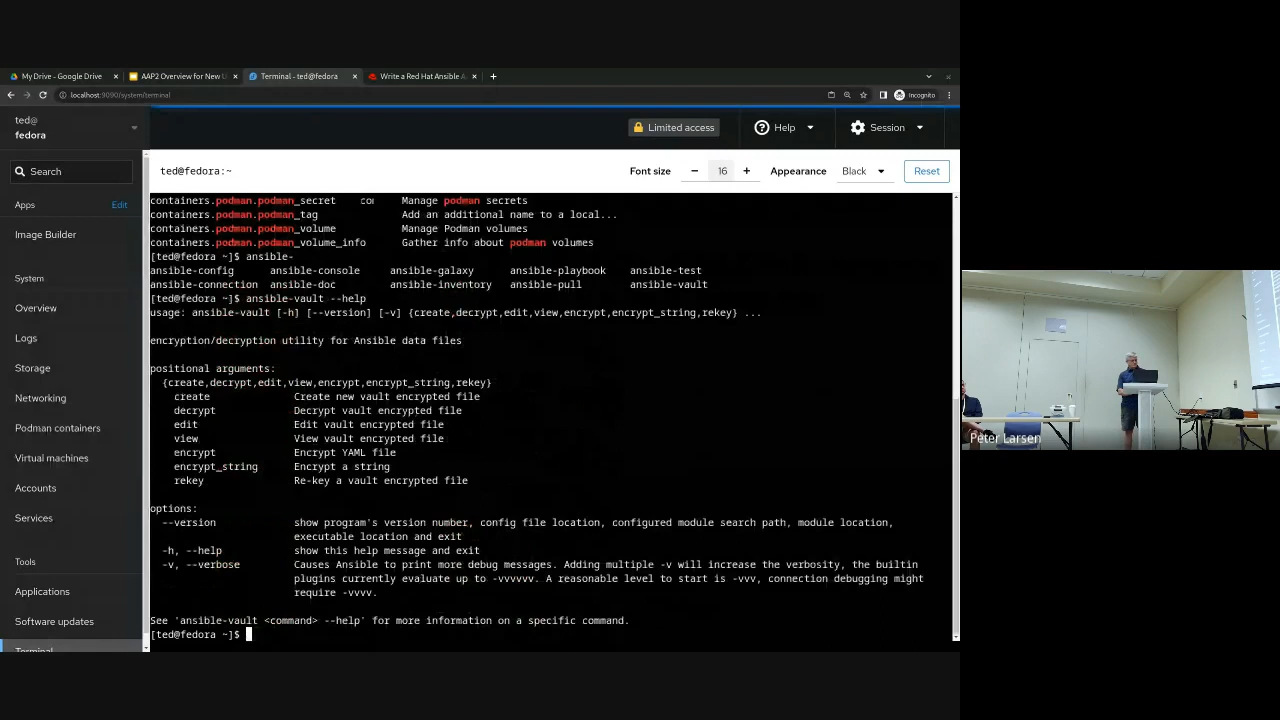 My Drive - Google Drive
AAP2 Overview for New U
Terminal - ted@fedora
Write a Red Hat Ansible A
localhost:9090/system/terminal
Incognito
ted@
fedora
Limited access
Help
Session
Search
ted@fedora:~
Font size
16
Appearance
Black
Reset
Apps
Edit
Image Builder
System
Overview
Logs
Storage
Networking
Podman containers
Virtual machines
Accounts
Services
Tools
Applications
Software updates
Terminal
containers.podman.podman_secret con Manage podman secrets
containers.podman.podman_tag Add an additional name to a local...
containers.podman.podman_volume Manage Podman volumes
containers.podman.podman_volume_info Gather info about podman volumes
[ted@fedora ~]$ ansible-
ansible-config ansible-console ansible-galaxy ansible-playbook ansible-test
ansible-connection ansible-doc ansible-inventory ansible-pull ansible-vault
[ted@fedora ~]$ ansible-vault --help
usage: ansible-vault [-h] [--version] [-v] {create,decrypt,edit,view,encrypt,encrypt_string,rekey} ...
encryption/decryption utility for Ansible data files
positional arguments:
{create,decrypt,edit,view,encrypt,encrypt_string,rekey}
create Create new vault encrypted file
decrypt Decrypt vault encrypted file
edit Edit vault encrypted file
view View vault encrypted file
encrypt Encrypt YAML file
encrypt_string Encrypt a string
rekey Re-key a vault encrypted file
options:
--version show program's version number, config file location, configured module search path, module location,
executable location and exit
-h, --help show this help message and exit
-v, --verbose Causes Ansible to print more debug messages. Adding multiple -v will increase the verbosity, the builtin
plugins currently evaluate up to -vvvvvv. A reasonable level to start is -vvv, connection debugging might
require -vvvv.
See 'ansible-vault <command> --help' for more information on a specific command.
[ted@fedora ~]$
Peter Larsen